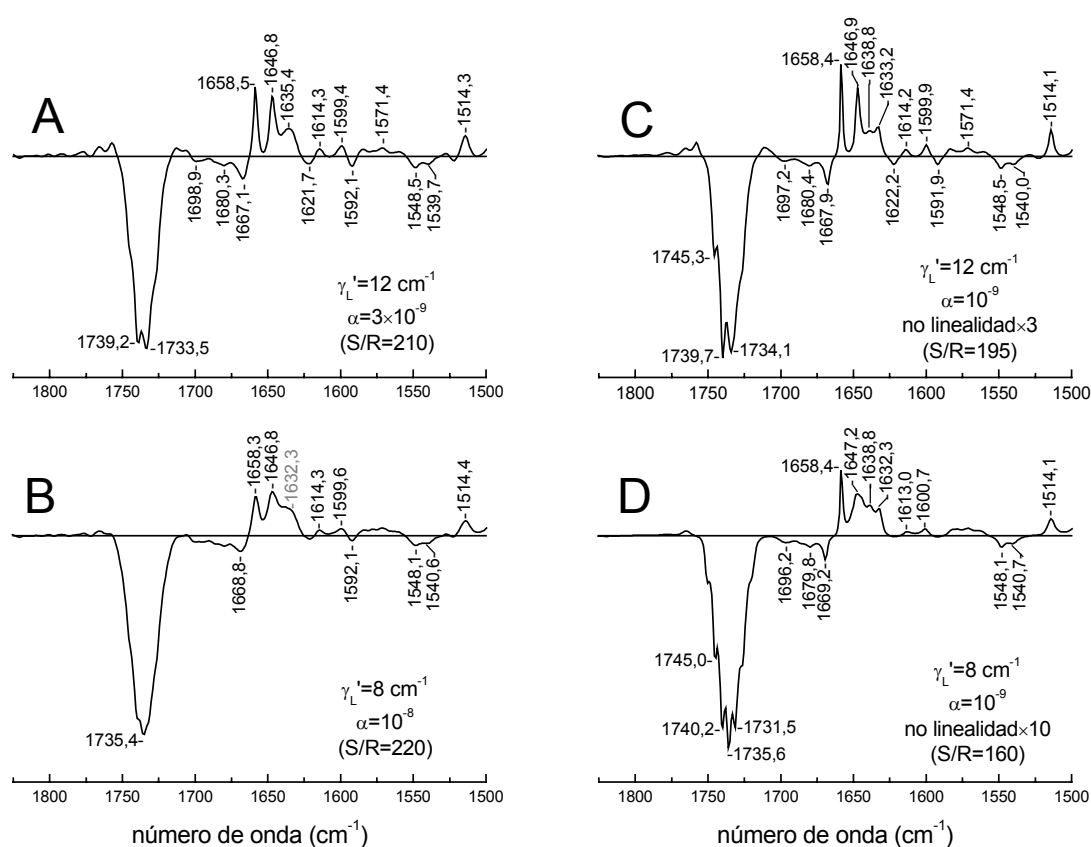 A
1658,5
1646,8
1635,4
1614,3
1599,4
1571,4
1514,3
1698,9
1680,3
1667,1
1621,7
1592,1
1548,5
1539,7
1739,2
1733,5
γL'=12 cm-1
α=3×10-9
(S/R=210)
1800 1750 1700 1650 1600 1550 1500
C
1658,4
1646,9
1638,8
1633,2
1614,2
1599,9
1571,4
1514,1
1697,2
1680,4
1667,9
1622,2
1591,9
1548,5
1540,0
1745,3
1739,7
1734,1
γL'=12 cm-1
α=10-9
no linealidad×3
(S/R=195)
1800 1750 1700 1650 1600 1550 1500
B
1658,3
1646,8
1632,3
1614,3
1599,6
1514,4
1668,8
1592,1
1548,1
1540,6
1735,4
γL'=8 cm-1
α=10-8
(S/R=220)
1800 1750 1700 1650 1600 1550 1500
número de onda (cm-1)
D
1658,4
1647,2
1638,8
1632,3
1613,0
1600,7
1514,1
1696,2
1679,8
1669,2
1548,1
1540,7
1745,0
1740,2
1731,5
1735,6
γL'=8 cm-1
α=10-9
no linealidad×10
(S/R=160)
1800 1750 1700 1650 1600 1550 1500
número de onda (cm-1)